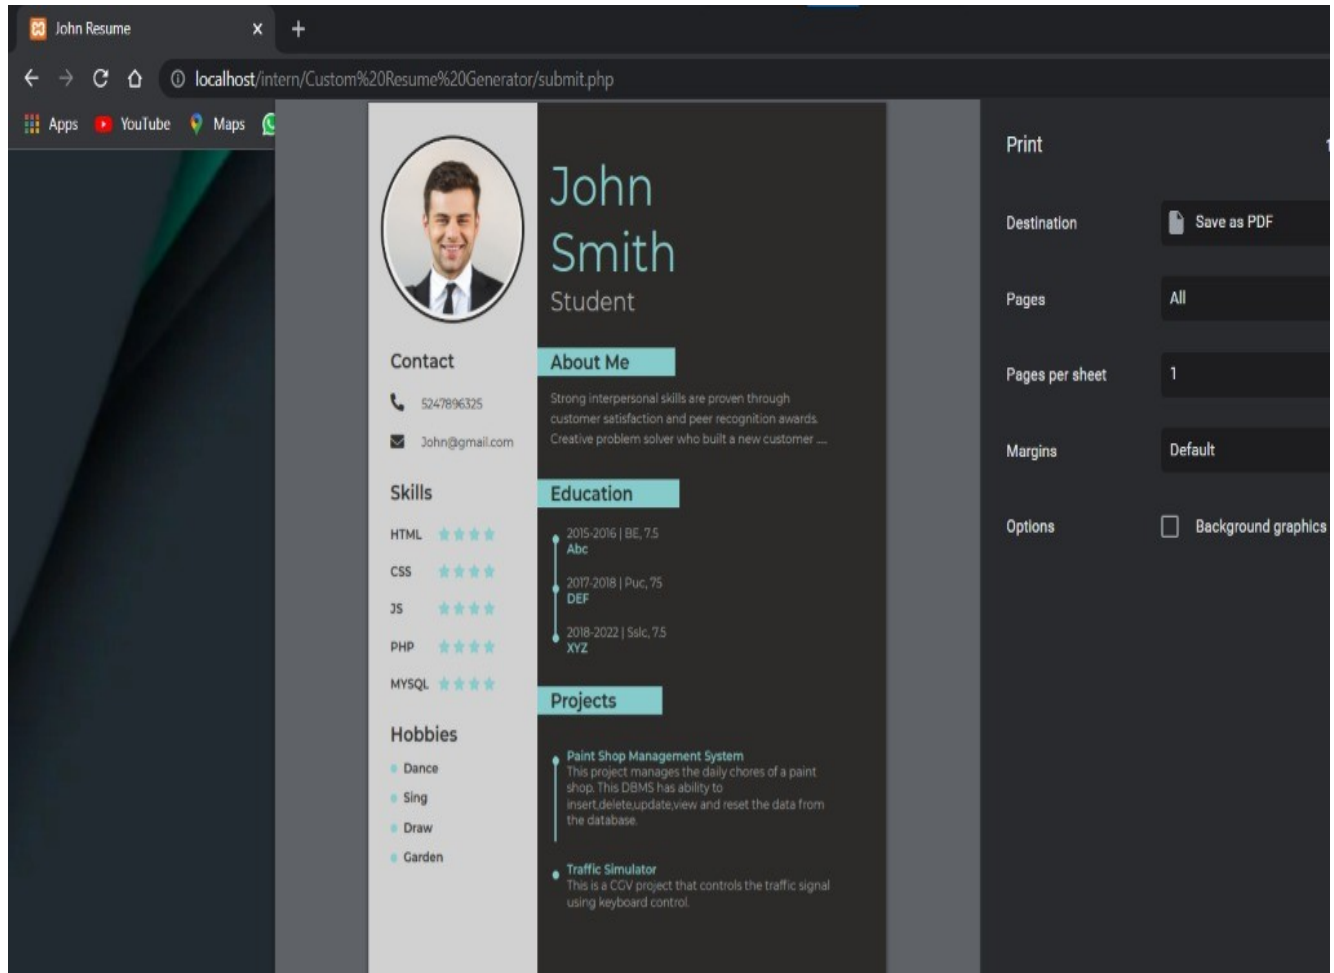 John Resume
localhost/intern/Custom%20Resume%20Generator/submit.php
Apps YouTube Maps
John
Smith
Student
Contact
5247896325
John@gmail.com
Skills
HTML
CSS
JS
PHP
MYSQL
Hobbies
Dance
Sing
Draw
Garden
About Me
Strong interpersonal skills are proven through
customer satisfaction and peer recognition awards.
Creative problem solver who built a new customer ....
Education
2015-2016 | BE, 7.5
Abc
2017-2018 | Puc, 75
DEF
2018-2022 | Sslc, 7.5
XYZ
Projects
Paint Shop Management System
This project manages the daily chores of a paint
shop. This DBMS has ability to
insert,delete,update,view and reset the data from
the database.
Traffic Simulator
This is a CGV project that controls the traffic signal
using keyboard control.
Print 1
Destination Save as PDF
Pages All
Pages per sheet 1
Margins Default
Options Background graphics